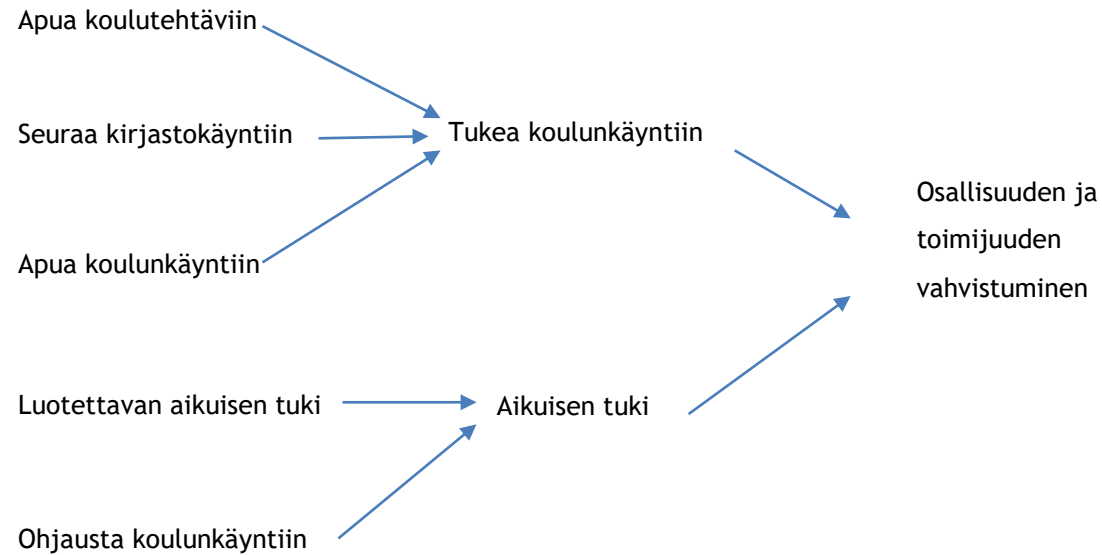 Apua koulutehtäviin
Seuraa kirjastokäyntiin
Tukea koulunkäyntiin
Apua koulunkäyntiin
Osallisuuden ja
toimijuuden
vahvistuminen
Luotettavan aikuisen tuki
Aikuisen tuki
Ohjausta koulunkäyntiin